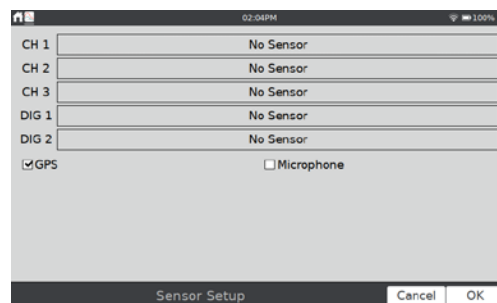 02:04PM 100%
CH 1 No Sensor
CH 2 No Sensor
CH 3 No Sensor
DIG 1 No Sensor
DIG 2 No Sensor
GPS Microphone
Sensor Setup Cancel OK